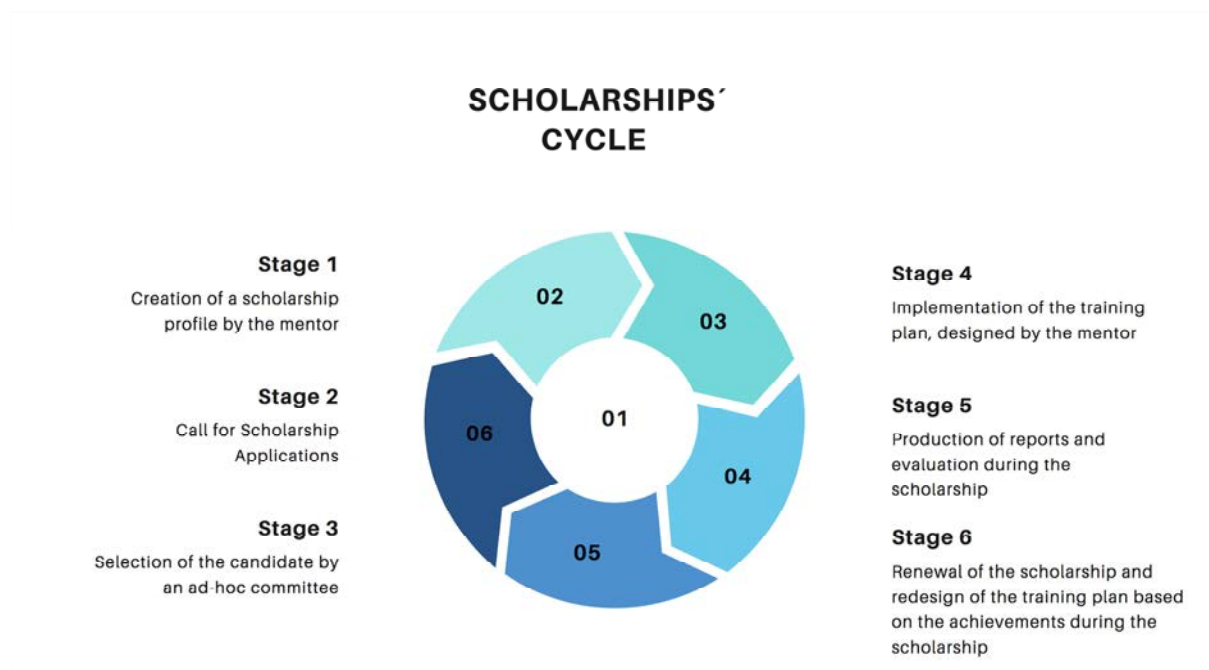 SCHOLARSHIPS´
CYCLE
Stage 1
Creation of a scholarship
profile by the mentor
Stage 2
Call for Scholarship
Applications
Stage 3
Selection of the candidate by
an ad-hoc committee
02
03
01
06
04
05
Stage 4
Implementation of the training
plan, designed by the mentor
Stage 5
Production of reports and
evaluation during the
scholarship
Stage 6
Renewal of the scholarship and
redesign of the training plan based
on the achievements during the
scholarship